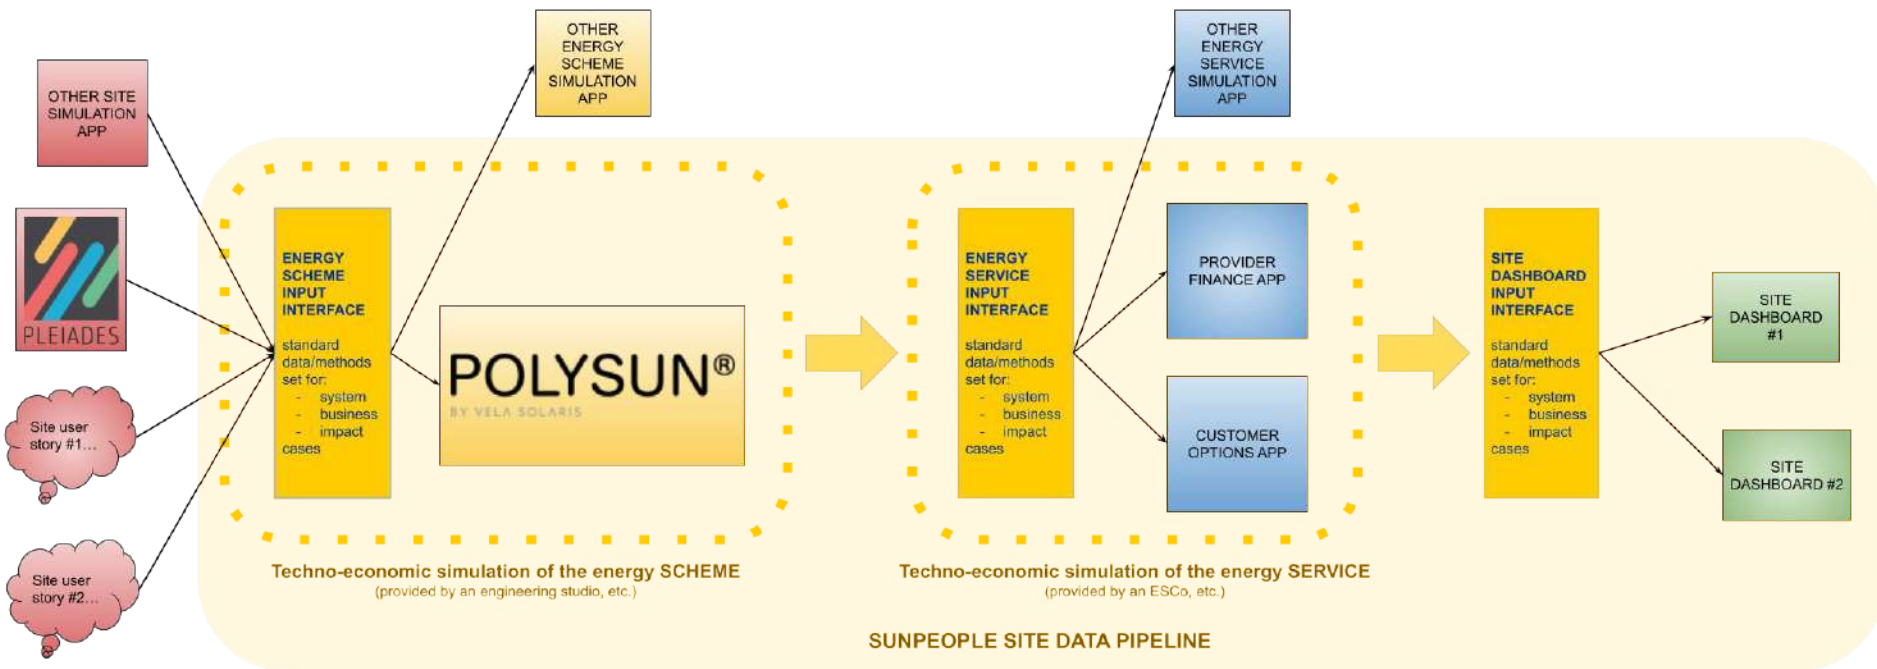 OTHER SITE
SIMULATION
APP
PLEIADES
Site user
story #1...
Site user
story #2...
OTHER
ENERGY
SCHEME
SIMULATION
APP
ENERGY
SCHEME
INPUT
INTERFACE
standard
data/methods
set for:
- system
- business
- impact
cases
POLYSUN®
BY VELA SOLARIS
Techno-economic simulation of the energy SCHEME
(provided by an engineering studio, etc.)
OTHER
ENERGY
SERVICE
SIMULATION
APP
ENERGY
SERVICE
INPUT
INTERFACE
standard
data/methods
set for:
- system
- business
- impact
cases
PROVIDER
FINANCE APP
CUSTOMER
OPTIONS APP
Techno-economic simulation of the energy SERVICE
(provided by an ESCo, etc.)
SITE
DASHBOARD
INPUT
INTERFACE
standard
data/methods
set for:
- system
- business
- impact
cases
SITE
DASHBOARD
#1
SITE
DASHBOARD #2
SUNPEOPLE SITE DATA PIPELINE